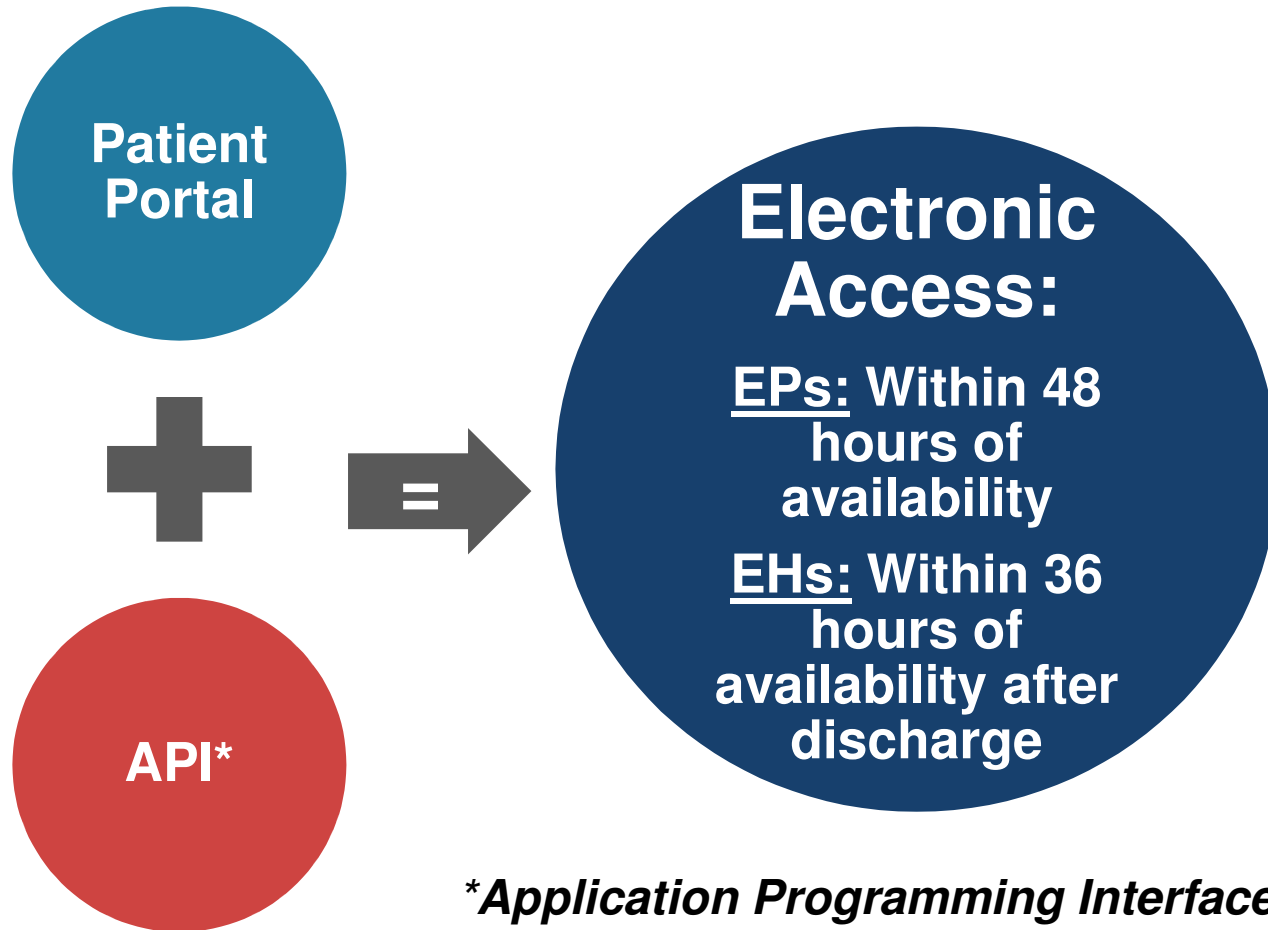 Patient
Portal
=
API*
Electronic
Access:
EPs: Within 48
hours of
availability
EHs: Within 36
hours of
availability after
discharge
*Application Programming Interface